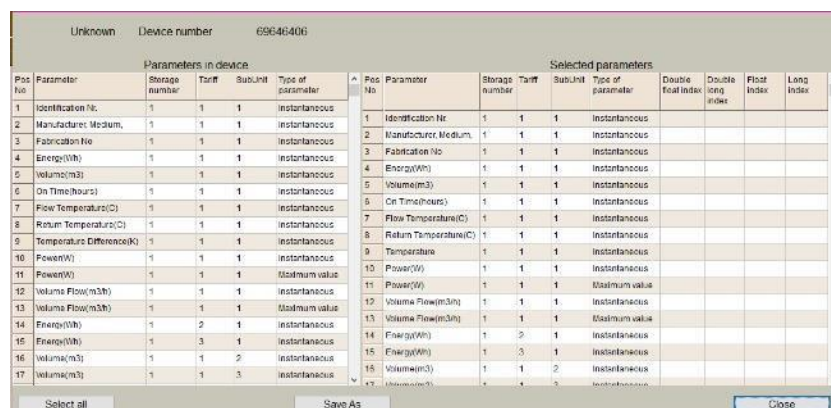 Unknown Device number 69646406
Parameters in device Selected parameters
Pos No Parameter Storage number Tariff SubUnit Type of parameter
1 Identification Nr. 1 1 1 Instantaneous
2 Manufacturer, Medium, 1 1 1 Instantaneous
3 Fabrication No 1 1 1 Instantaneous
4 Energy(Wh) 1 1 1 Instantaneous
5 Volume(m3) 1 1 1 Instantaneous
6 On Time(hours) 1 1 1 Instantaneous
7 Flow Temperature(C) 1 1 1 Instantaneous
8 Return Temperature(C) 1 1 1 Instantaneous
9 Temperature Difference(K) 1 1 1 Instantaneous
10 Power(W) 1 1 1 Instantaneous
11 Power(W) 1 1 1 Maximum value
12 Volume Flow(m3/h) 1 1 1 Instantaneous
13 Volume Flow(m3/h) 1 1 1 Maximum value
14 Energy(Wh) 1 2 1 Instantaneous
15 Energy(Wh) 1 3 1 Instantaneous
16 Volume(m3) 1 1 2 Instantaneous
17 Volume(m3) 1 1 3 Instantaneous
Pos No Parameter Storage number Tariff SubUnit Type of parameter Double float index Double long index Float index Long index
1 Identification Nr. 1 1 1 Instantaneous
2 Manufacturer, Medium, 1 1 1 Instantaneous
3 Fabrication No 1 1 1 Instantaneous
4 Energy(Wh) 1 1 1 Instantaneous
5 Volume(m3) 1 1 1 Instantaneous
6 On Time(hours) 1 1 1 Instantaneous
7 Flow Temperature(C) 1 1 1 Instantaneous
8 Return Temperature(C) 1 1 1 Instantaneous
9 Temperature 1 1 1 Instantaneous
10 Power(W) 1 1 1 Instantaneous
11 Power(W) 1 1 1 Maximum value
12 Volume Flow(m3/h) 1 1 1 Instantaneous
13 Volume Flow(m3/h) 1 1 1 Maximum value
14 Energy(Wh) 1 2 1 Instantaneous
15 Energy(Wh) 1 3 1 Instantaneous
16 Volume(m3) 1 1 2 Instantaneous
Select all Save As Close